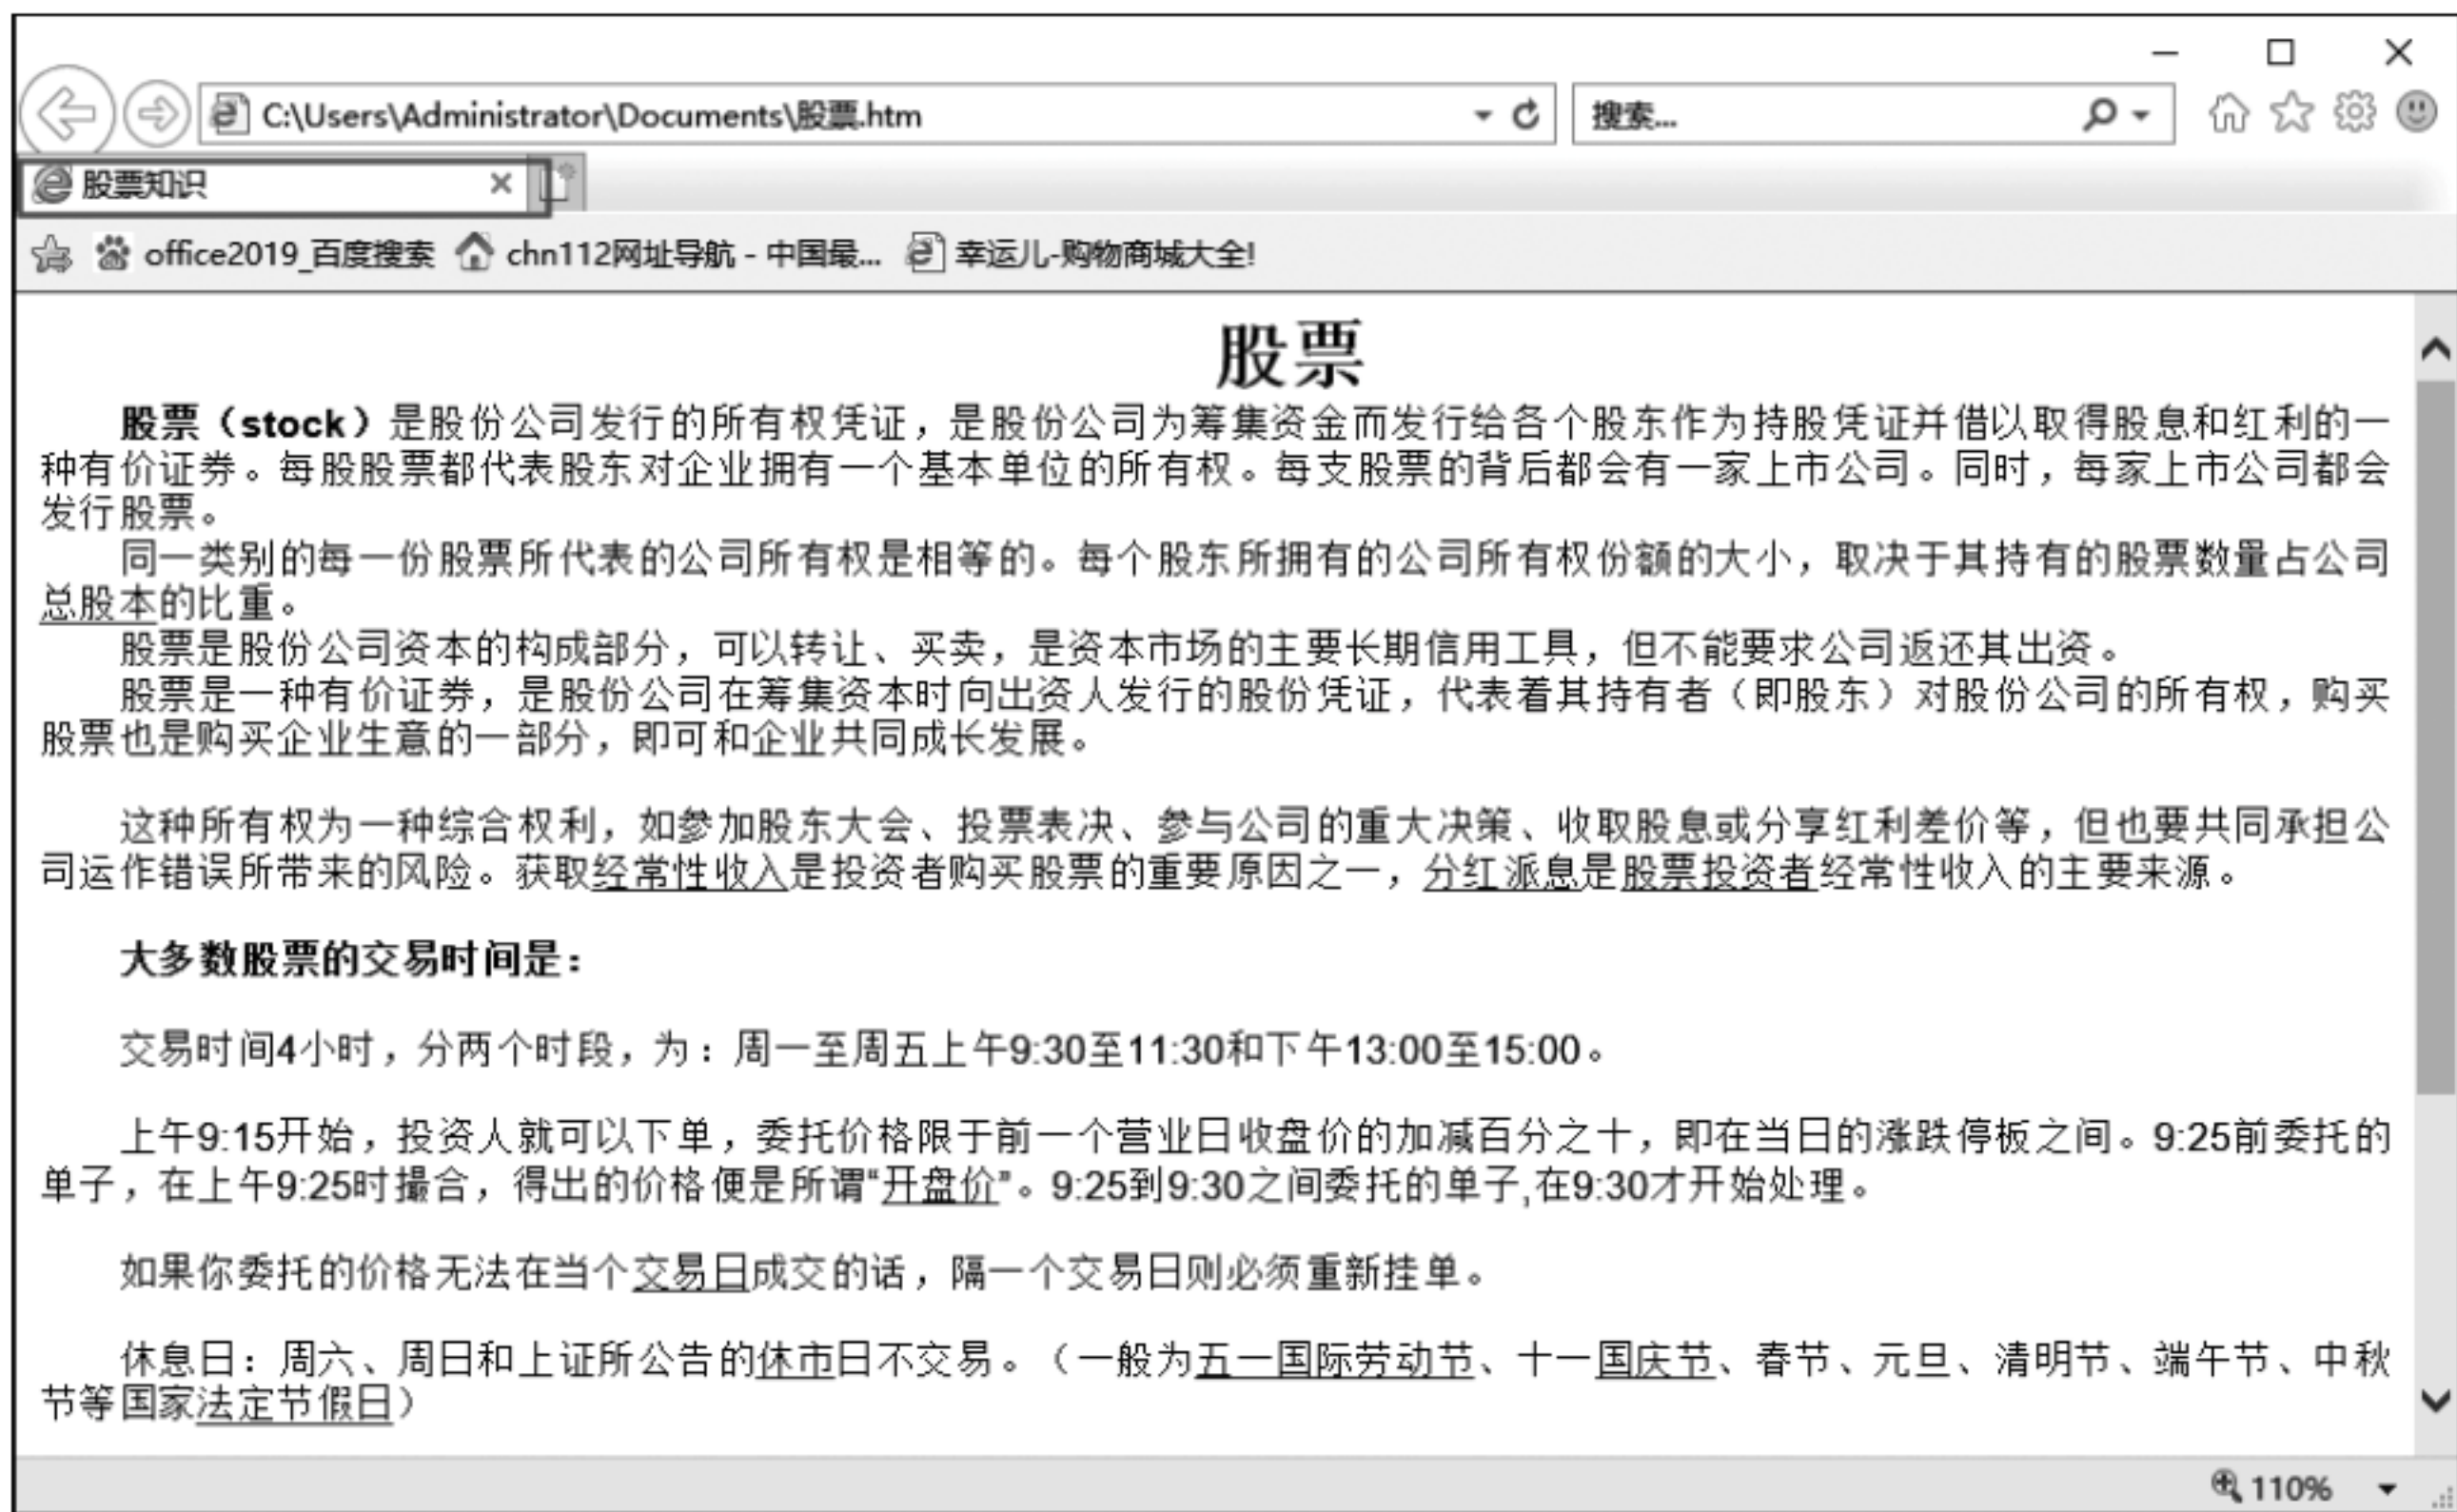 C:\Users\Administrator\Documents\股票.htm
搜索...
股票知识
office2019_百度搜索 chn112网址导航 - 中国最... 幸运儿-购物商城大全!
股票
股票（stock）是股份公司发行的所有权凭证，是股份公司为筹集资金而发行给各个股东作为持股凭证并借以取得股息和红利的一
种有价证券。每股股票都代表股东对企业拥有一个基本单位的所有权。每支股票的背后都会有一家上市公司。同时，每家上市公司都会
发行股票。
同一类别的每一份股票所代表的公司所有权是相等的。每个股东所拥有的公司所有权份额的大小，取决于其持有的股票数量占公司
总股本的比重。
股票是股份公司资本的构成部分，可以转让、买卖，是资本市场的主要长期信用工具，但不能要求公司返还其出资。
股票是一种有价证券，是股份公司在筹集资本时向出资人发行的股份凭证，代表着其持有者（即股东）对股份公司的所有权，购买
股票也是购买企业生意的一部分，即可和企业共同成长发展。
这种所有权为一种综合权利，如参加股东大会、投票表决、参与公司的重大决策、收取股息或分享红利差价等，但也要共同承担公
司运作错误所带来的风险。获取经常性收入是投资者购买股票的重要原因之一，分红派息是股票投资者经常性收入的主要来源。
大多数股票的交易时间是：
交易时间4小时，分两个时段，为：周一至周五上午9:30至11:30和下午13:00至15:00。
上午9:15开始，投资人就可以下单，委托价格限于前一个营业日收盘价的加减百分之十，即在当日的涨跌停板之间。9:25前委托的
单子，在上午9:25时撮合，得出的价格便是所谓“开盘价”。9:25到9:30之间委托的单子,在9:30才开始处理。
如果你委托的价格无法在当个交易日成交的话，隔一个交易日则必须重新挂单。
休息日：周六、周日和上证所公告的休市日不交易。（一般为五一国际劳动节、十一国庆节、春节、元旦、清明节、端午节、中秋
节等国家法定节假日）
110%